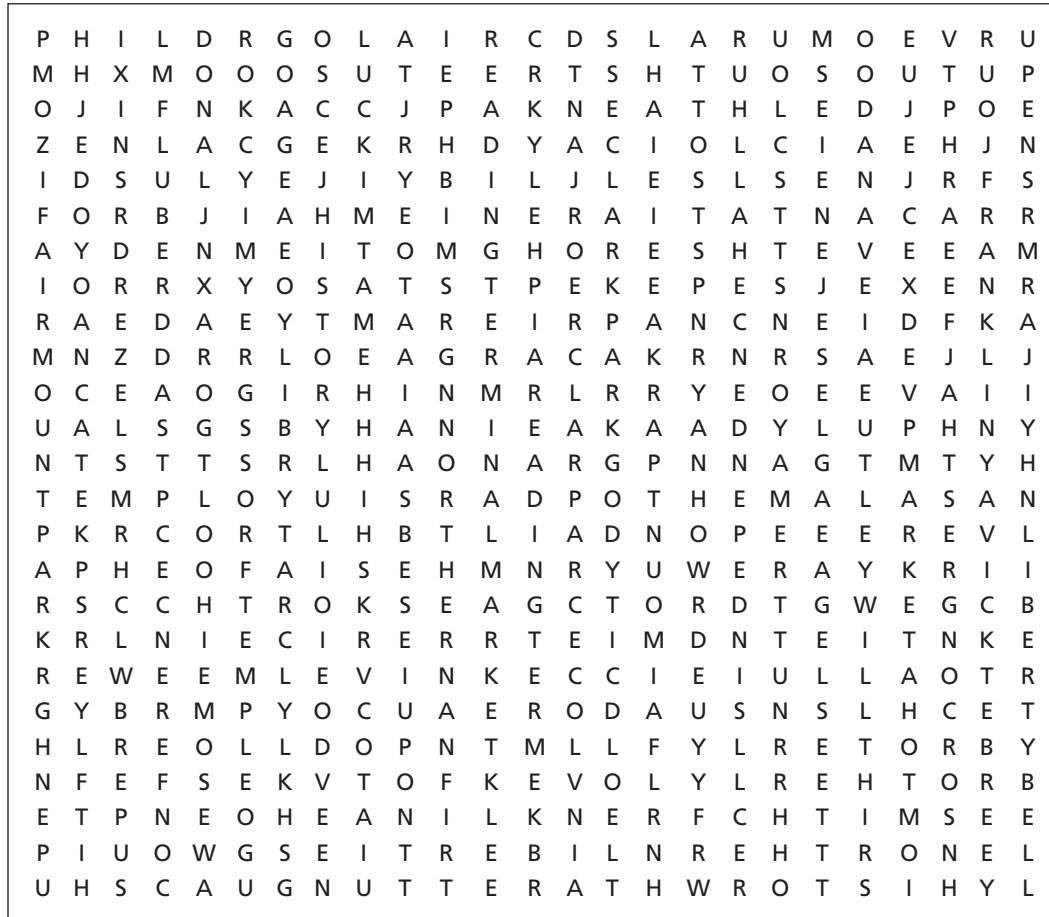 P H I L D R G O L A I R C D S L A R U M O E V R U
M H X M O O O S U T E E R T S H T U O S O U T U P
O J I F N K A C C J P A K N E A T H L E D J P O E
Z E N L A C G E K R H D Y A C I O L C I A E H J N
I D S U L Y E J I Y B I L J L E S L S E N J R F S
F O R B J I A H M E I N E R A I T A T N A C A R R
A Y D E N M E I T O M G H O R E S H T E V E E A M
I O R R X Y O S A T S T P E K E P E S J E X E N R
R A E D A E Y T M A R E I R P A N C N E I D F K A
M N Z D R R L O E A G R A C A K R N R S A E J L J
O C E A O G I R H I N M R L R R Y E O E E V A I I
U A L S G S B Y H A N I E A K A A D Y L U P H N Y
N T S T T S R L H A O N A R G P N N A G T M T Y H
T E M P L O Y U I S R A D P O T H E M A L A S A N
P K R C O R T L H B T L I A D N O P E E E R E V L
A P H E O F A I S E H M N R Y U W E R A Y K R I I
R S C C H T R O K S E A G C T O R D T G W E G C B
K R L N I E C I R E R R T E I M D N T E I T N K E
R E W E E M L E V I N K E C C I E I U L L A O T R
G Y B R M P Y O C U A E R O D A U S N S L H C E T
H L R E O L L D O P N T M L L F Y L R E T O R B Y
N F E F S E K V T O F K E V O L Y L R E H T O R B
E T P N E O H E A N I L K N E R F C H T I M S E E
P I U O W G S E I T R E B I L N R E H T R O N E L
U H S C A U G N U T T E R A T H W R O T S I H Y L